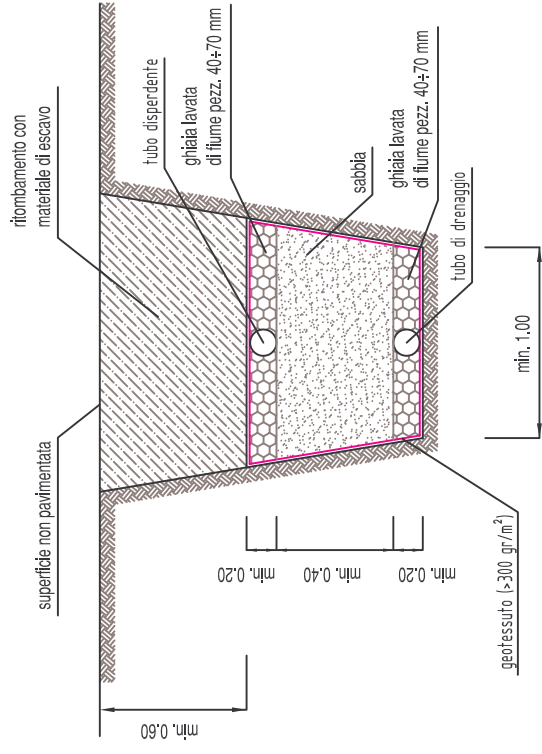 superficie non pavimentata
ritombamento con
materiale di escavo
tubo disperdente
ghiaia lavata
di fiume pezz. 40÷70 mm
sabbia
ghiaia lavata
di fiume pezz. 40÷70 mm
tubo di drenaggio
min. 1.00
geotessuto (>300 gr/m²)
min. 0.60
min. 0.20
min. 0.40
min. 0.20